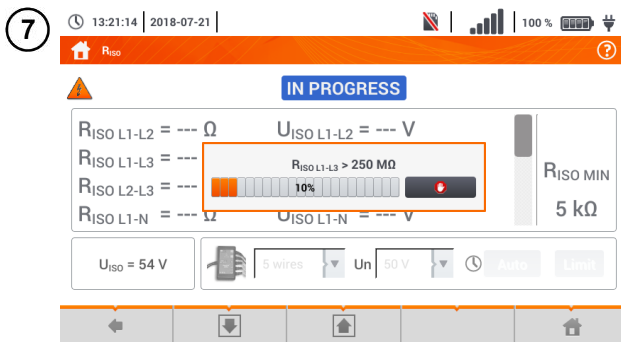 7
13:21:14 2018-07-21 100 %
RISO ?
IN PROGRESS
RISO L1-L2 = --- Ω UISO L1-L2 = --- V
RISO L1-L3 = ---
RISO L1-L3 > 250 MΩ
RISO L2-L3 = ---
10%
RISO L1-N = --- Ω UISO L1-N = --- V
RISO MIN
5 kΩ
UISO = 54 V
5 wires Un 50 V Auto Limit